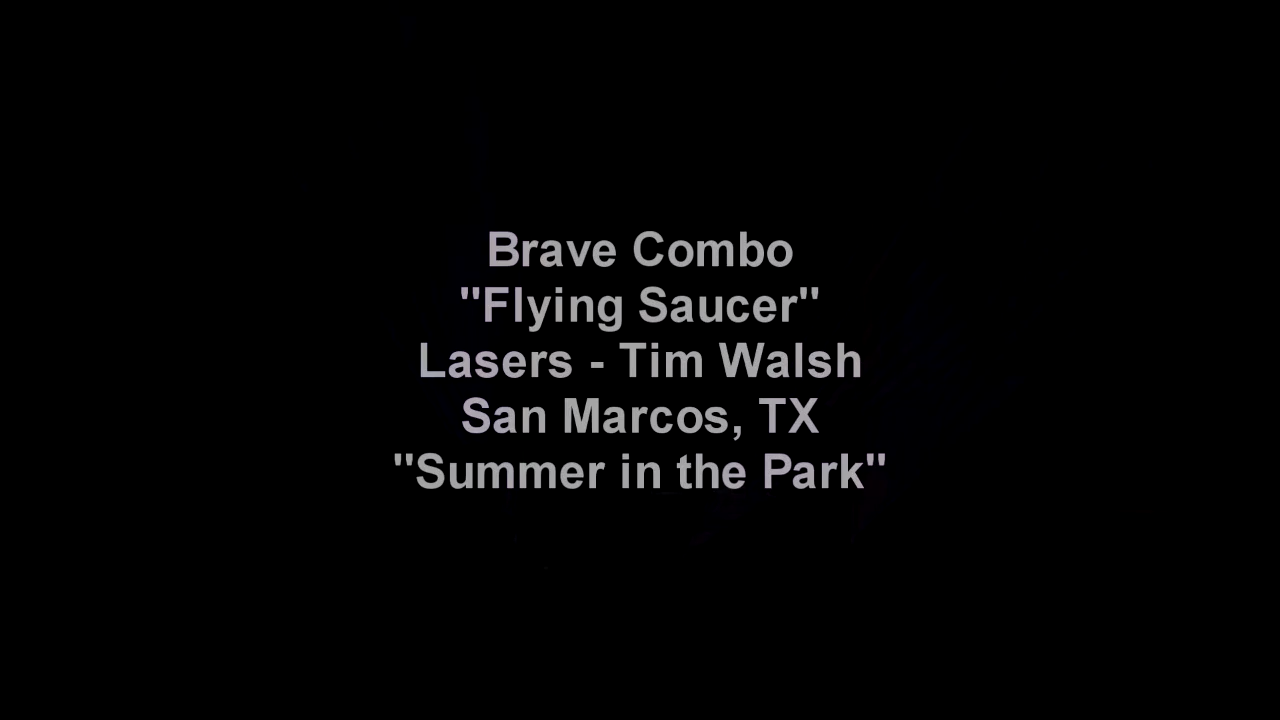 Brave Combo
"Flying Saucer"
Lasers - Tim Walsh
San Marcos, TX
"Summer in the Park"